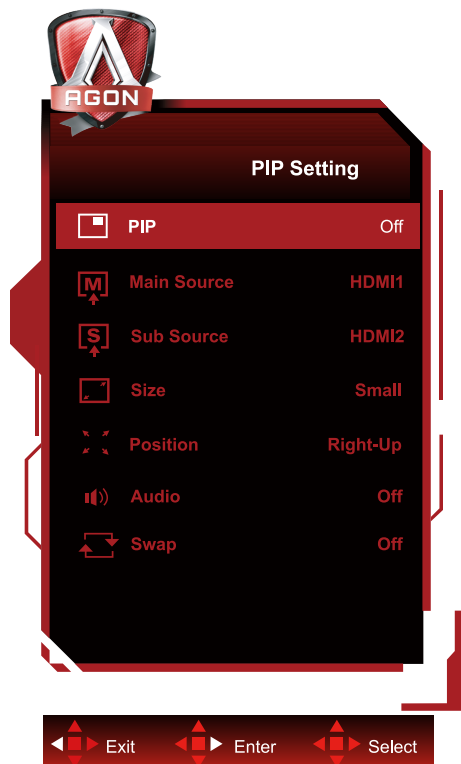 AGON
PIP Setting
PIP Off
Main Source HDMI1
Sub Source HDMI2
Size Small
Position Right-Up
Audio Off
Swap Off
Exit Enter Select